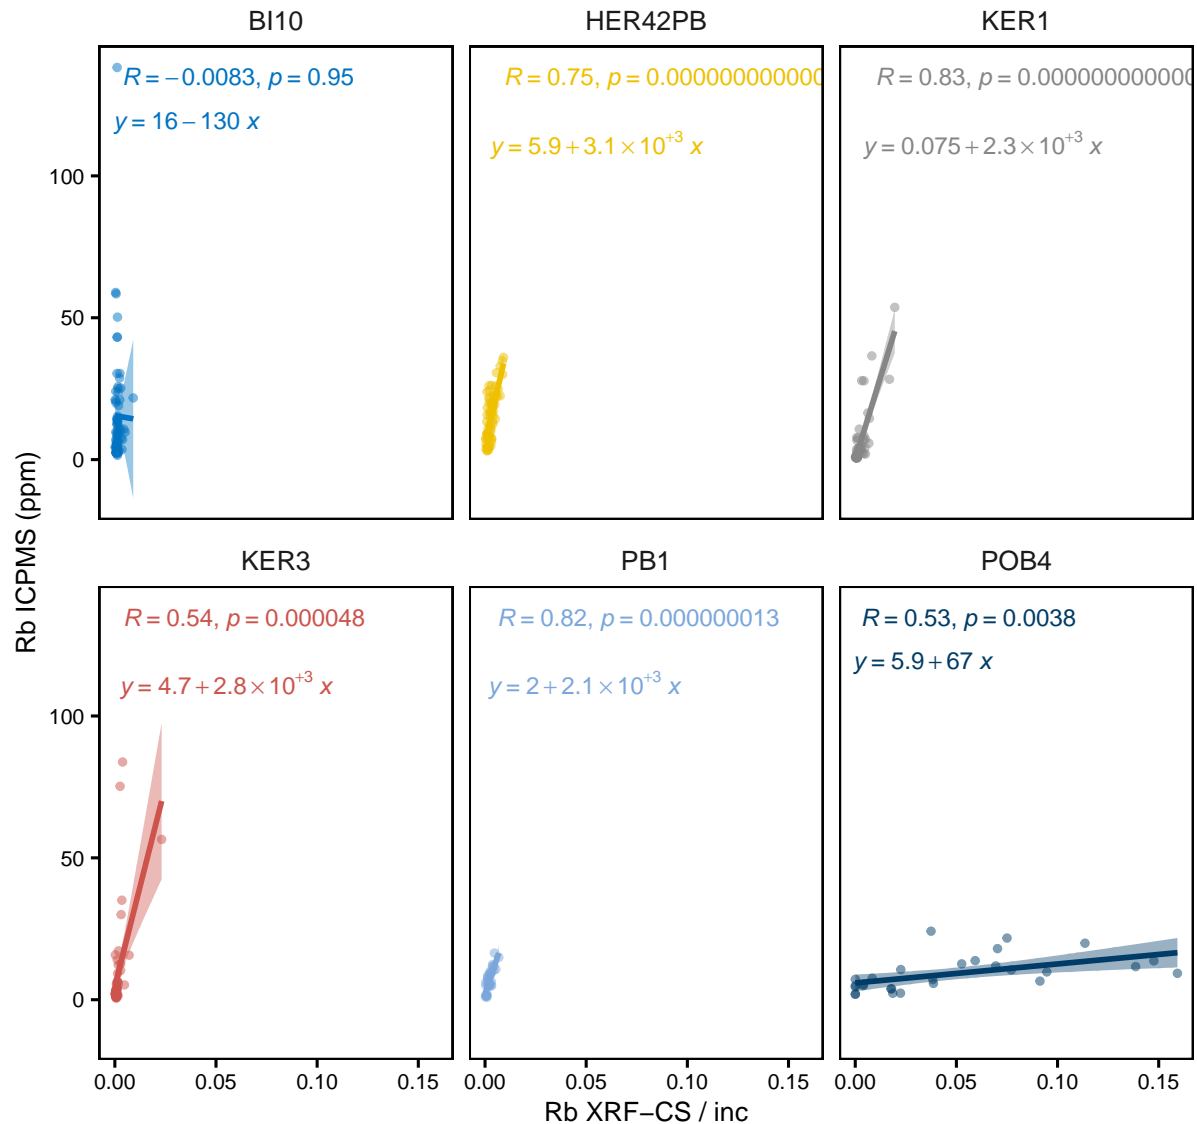 BI10
HER42PB
KER1
R = −0.0083, p = 0.95
y = 16 − 130 x
R = 0.75, p = 0.000000000000
y = 5.9 + 3.1 × 10⁺³ x
R = 0.83, p = 0.000000000000
y = 0.075 + 2.3 × 10⁺³ x
100
50
0
Rb ICPMS (ppm)
KER3
PB1
POB4
R = 0.54, p = 0.000048
y = 4.7 + 2.8 × 10⁺³ x
R = 0.82, p = 0.000000013
y = 2 + 2.1 × 10⁺³ x
R = 0.53, p = 0.0038
y = 5.9 + 67 x
100
50
0
0.00 0.05 0.10 0.15
0.00 0.05 0.10 0.15
0.00 0.05 0.10 0.15
Rb XRF−CS / inc